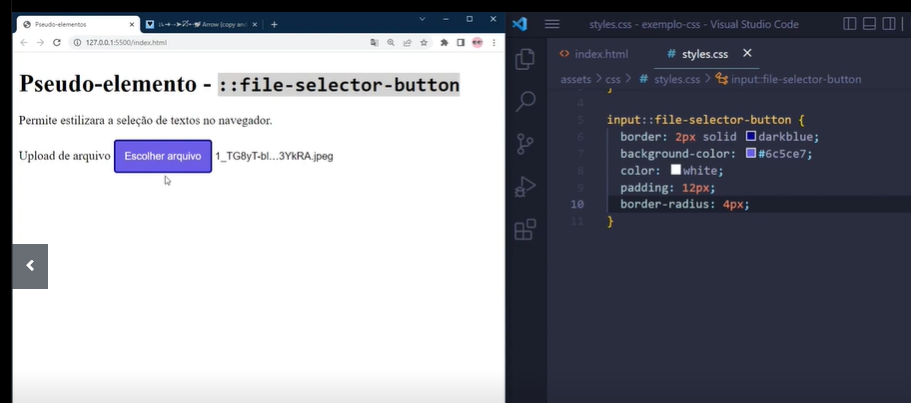 Pseudo-elementos
Arrow (copy and
127.0.0.1:5500/index.html
Pseudo-elemento - ::file-selector-button
Permite estilizara a seleção de textos no navegador.
Upload de arquivo Escolher arquivo 1_TG8yT-bl...3YkRA.jpeg
styles.css - exemplo-css - Visual Studio Code
<> index.html # styles.css
assets > css > # styles.css > input::file-selector-button
}
4
5 input::file-selector-button {
6 border: 2px solid darkblue;
7 background-color: #6c5ce7;
8 color: white;
9 padding: 12px;
10 border-radius: 4px;
11 }